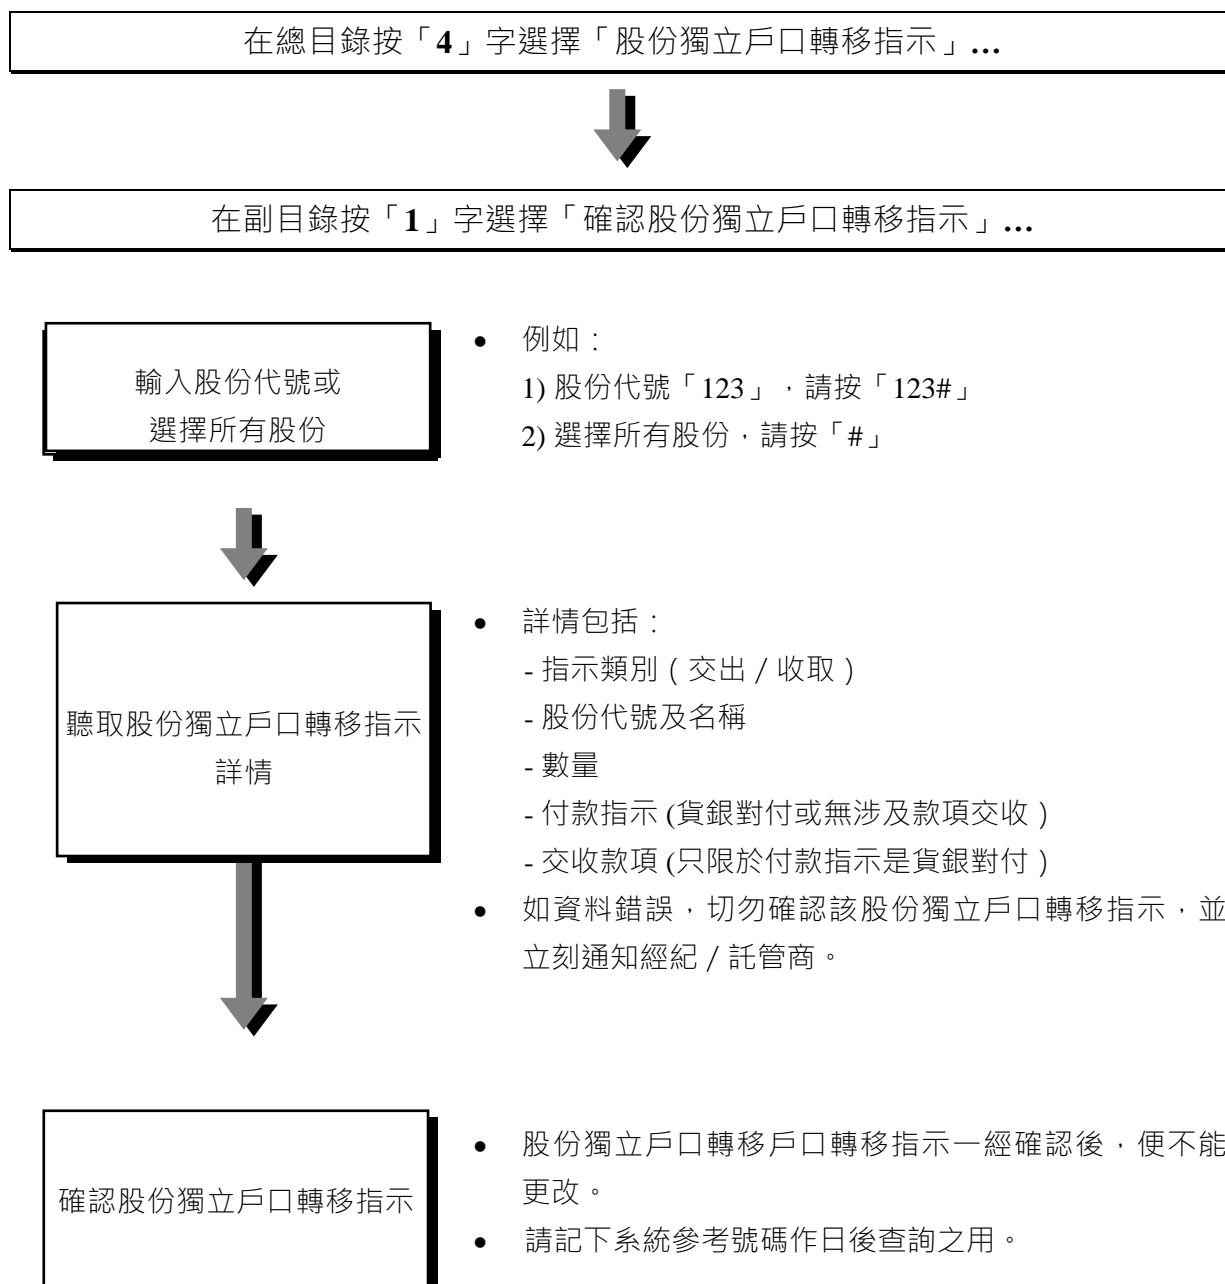 在總目錄按「4」字選擇「股份獨立戶口轉移指示」...
在副目錄按「1」字選擇「確認股份獨立戶口轉移指示」...
輸入股份代號或
選擇所有股份
• 例如：
1) 股份代號「123」，請按「123#」
2) 選擇所有股份，請按「#」
聽取股份獨立戶口轉移指示
詳情
• 詳情包括：
- 指示類別（交出／收取）
- 股份代號及名稱
- 數量
- 付款指示 (貨銀對付或無涉及款項交收）
- 交收款項 (只限於付款指示是貨銀對付）
• 如資料錯誤，切勿確認該股份獨立戶口轉移指示，並
立刻通知經紀／託管商。
確認股份獨立戶口轉移指示
• 股份獨立戶口轉移戶口轉移指示一經確認後，便不能
更改。
• 請記下系統參考號碼作日後查詢之用。